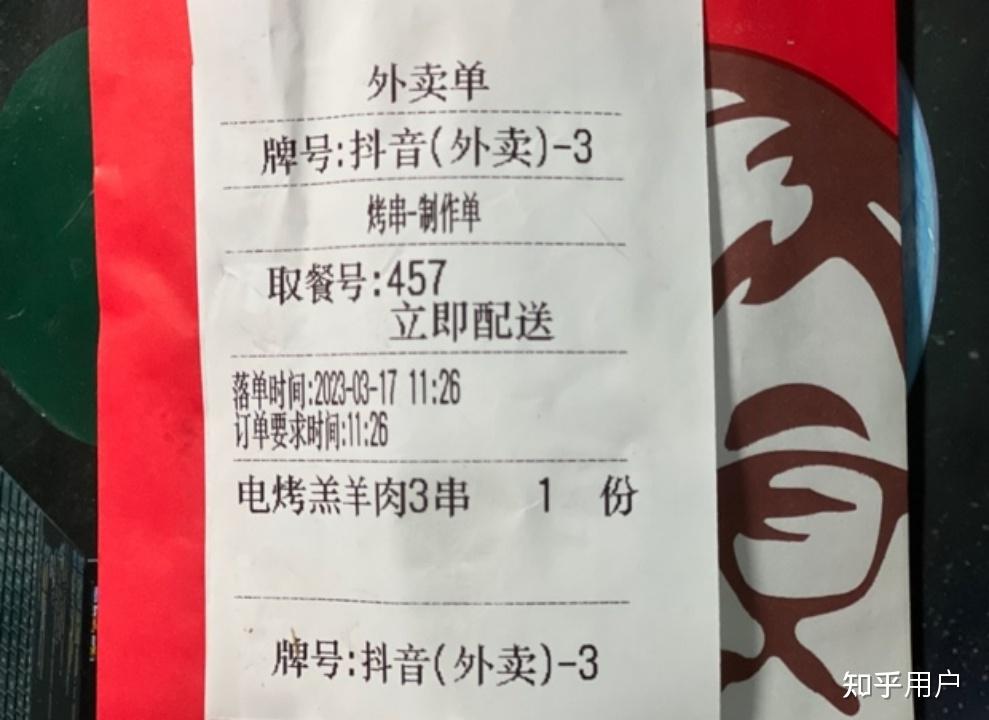 外卖单
牌号:抖音(外卖)-3
烤串-制作单
取餐号:457
立即配送
落单时间:2023-03-17 11:26
订单要求时间:11:26
电烤羔羊肉3串 1 份
牌号:抖音(外卖)-3
知乎用户